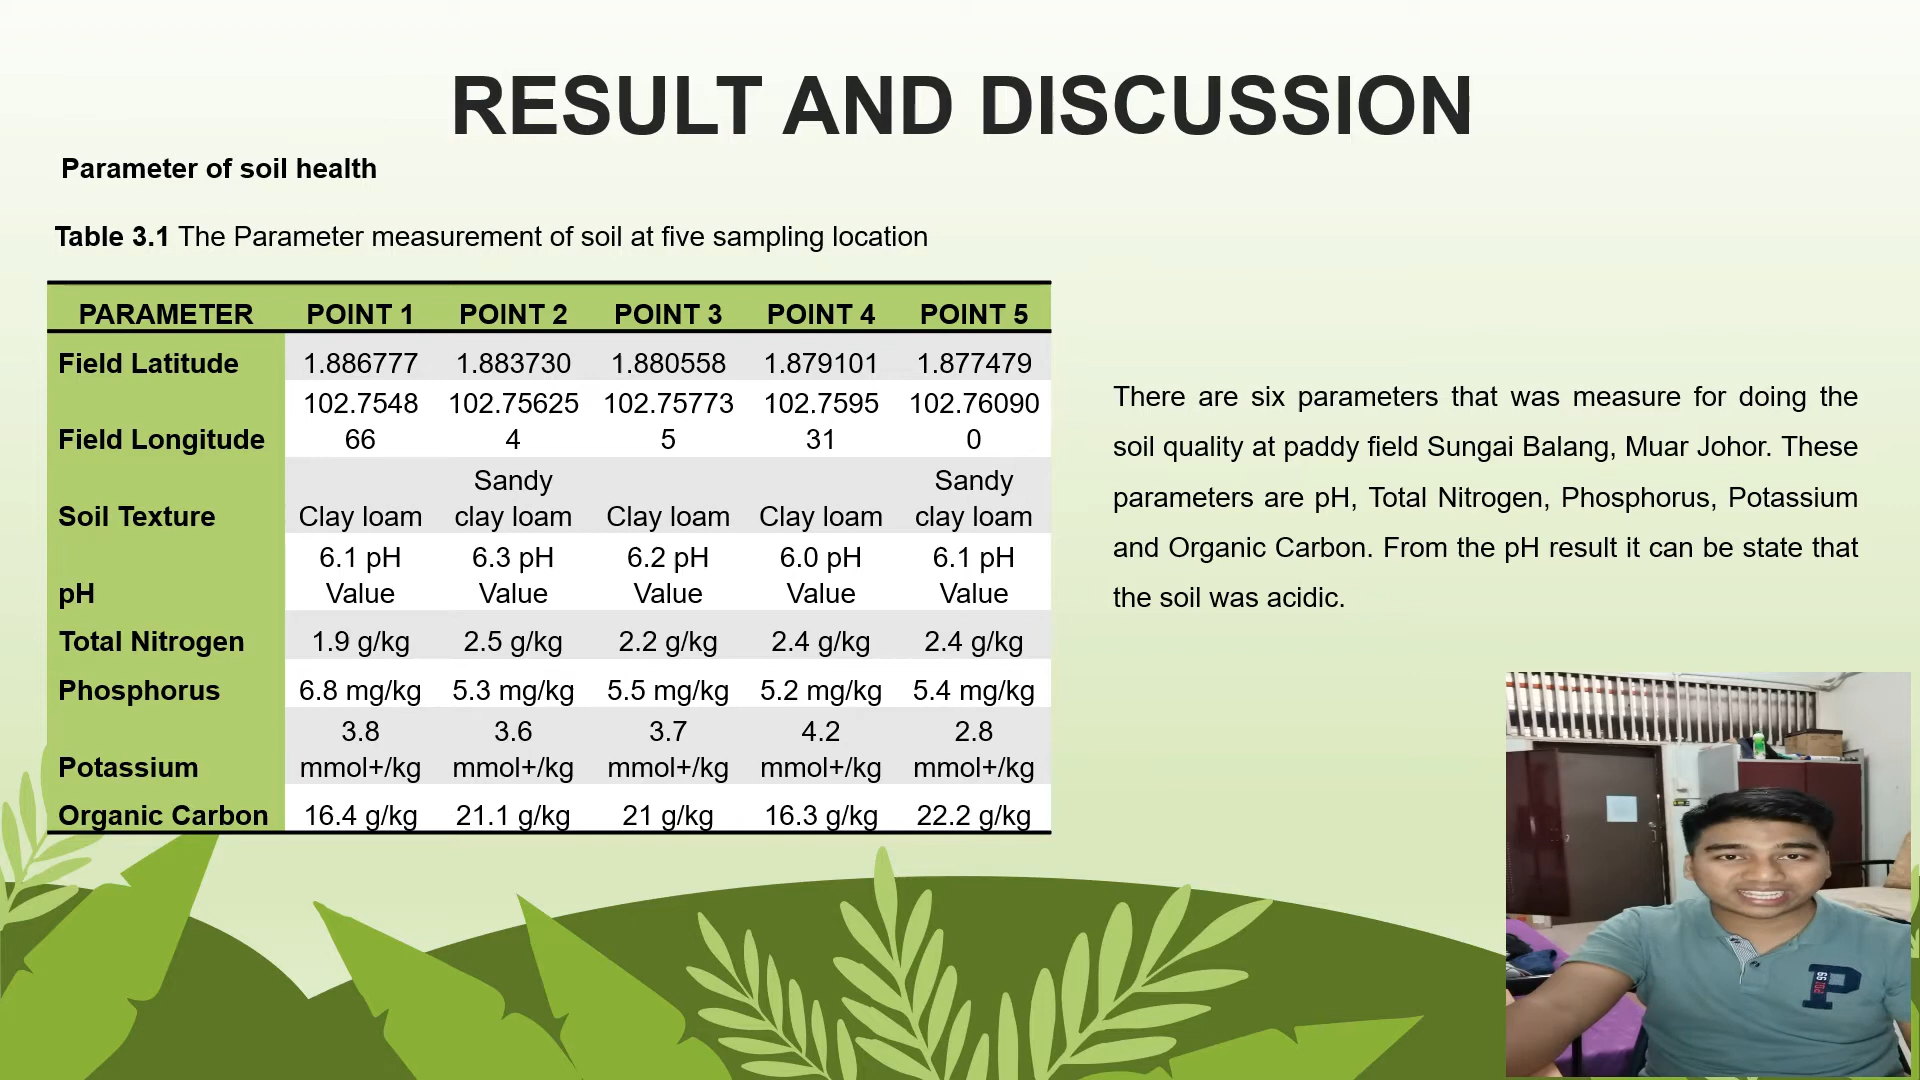 RESULT AND DISCUSSION
Parameter of soil health
Table 3.1 The Parameter measurement of soil at five sampling location
PARAMETER POINT 1 POINT 2 POINT 3 POINT 4 POINT 5
Field Latitude 1.886777 1.883730 1.880558 1.879101 1.877479
102.7548 102.75625 102.75773 102.7595 102.76090
Field Longitude 66 4 5 31 0
Sandy Sandy
Soil Texture Clay loam clay loam Clay loam Clay loam clay loam
6.1 pH 6.3 pH 6.2 pH 6.0 pH 6.1 pH
pH Value Value Value Value Value
Total Nitrogen 1.9 g/kg 2.5 g/kg 2.2 g/kg 2.4 g/kg 2.4 g/kg
Phosphorus 6.8 mg/kg 5.3 mg/kg 5.5 mg/kg 5.2 mg/kg 5.4 mg/kg
3.8 3.6 3.7 4.2 2.8
Potassium mmol+/kg mmol+/kg mmol+/kg mmol+/kg mmol+/kg
Organic Carbon 16.4 g/kg 21.1 g/kg 21 g/kg 16.3 g/kg 22.2 g/kg
There are six parameters that was measure for doing the
soil quality at paddy field Sungai Balang, Muar Johor. These
parameters are pH, Total Nitrogen, Phosphorus, Potassium
and Organic Carbon. From the pH result it can be state that
the soil was acidic.
P